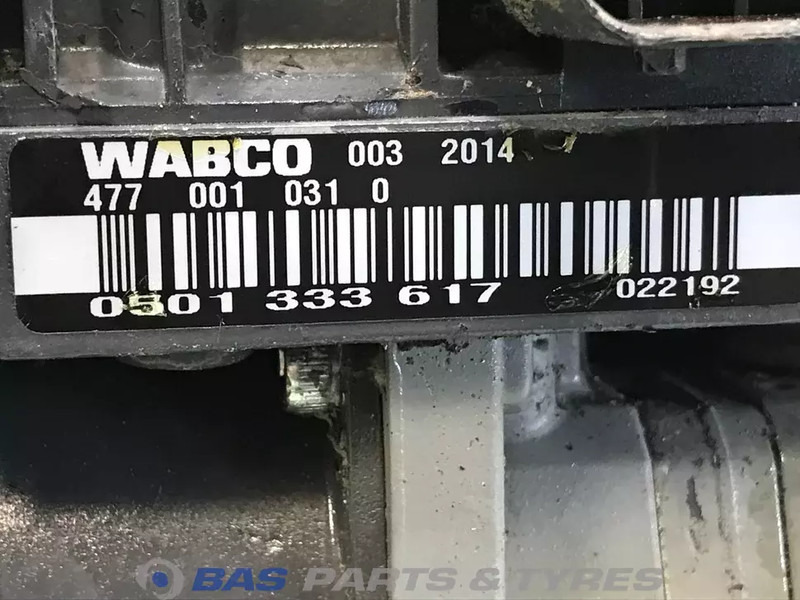 WABCO 003 2014
477 001 031 0
0501 333 617 022192
BAS PARTS & TYRES